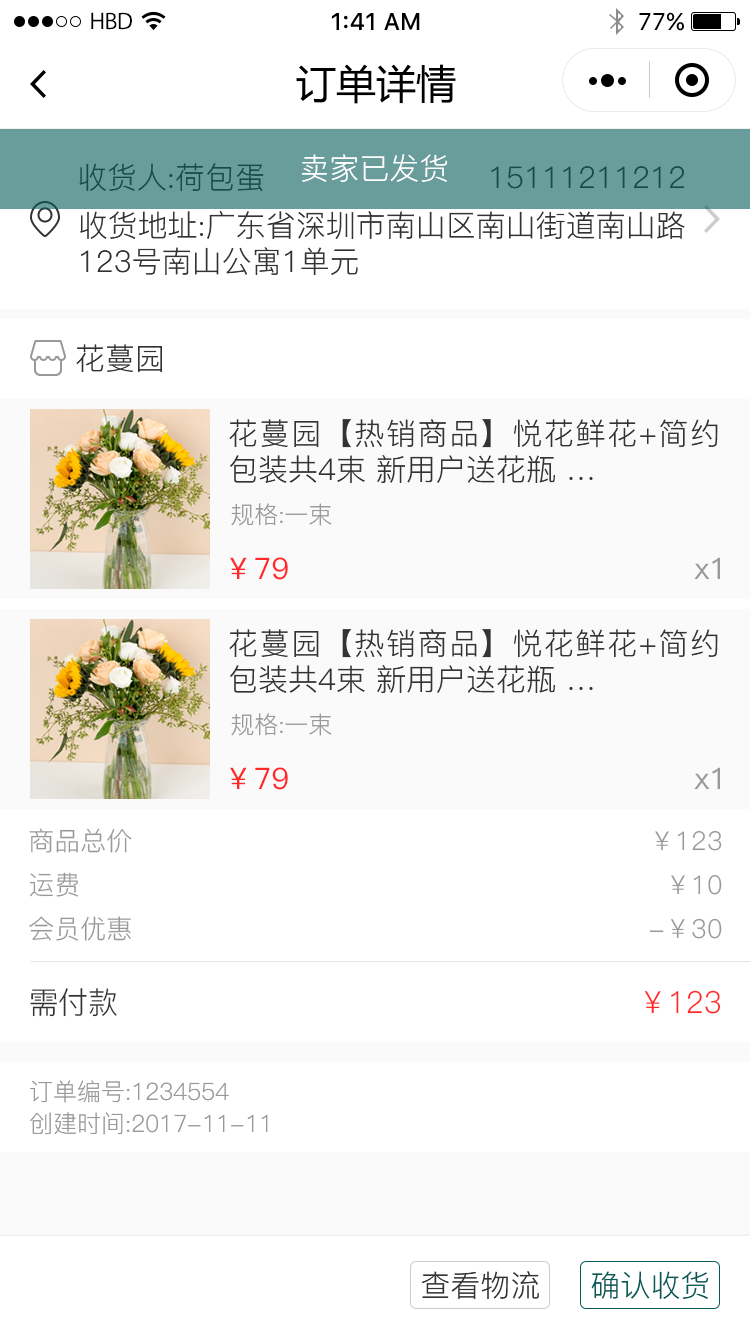 HBD
1:41 AM
77%
订单详情
卖家已发货
收货人:荷包蛋
15111211212
收货地址:广东省深圳市南山区南山街道南山路
123号南山公寓1单元
花蔓园
花蔓园【热销商品】悦花鲜花+简约
包装共4束 新用户送花瓶 …
规格:一束
¥ 79
x1
花蔓园【热销商品】悦花鲜花+简约
包装共4束 新用户送花瓶 …
规格:一束
¥ 79
x1
商品总价
¥123
运费
¥10
会员优惠
–¥30
需付款
¥123
订单编号:1234554
创建时间:2017–11–11
查看物流
确认收货